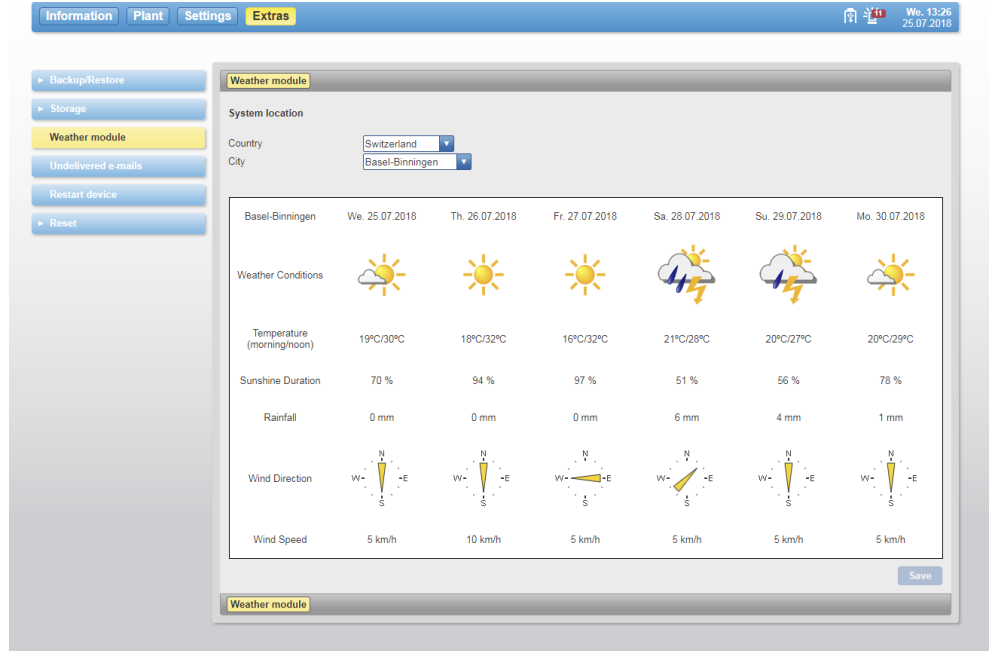 Information Plant Settings Extras
11
We. 13:26
25.07.2018
Backup/Restore
Storage
Weather module
Undelivered e-mails
Restart device
Reset
Weather module
System location
Country Switzerland
City Basel-Binningen
Basel-Binningen We. 25.07.2018 Th. 26.07.2018 Fr. 27.07.2018 Sa. 28.07.2018 Su. 29.07.2018 Mo. 30.07.2018
Weather Conditions
Temperature
(morning/noon) 19ºC/30ºC 18ºC/32ºC 16ºC/32ºC 21ºC/28ºC 20ºC/27ºC 20ºC/29ºC
Sunshine Duration 70 % 94 % 97 % 51 % 56 % 78 %
Rainfall 0 mm 0 mm 0 mm 6 mm 4 mm 1 mm
N N N N N N
Wind Direction W E W E W E W E W E W E
S S S S S S
Wind Speed 5 km/h 10 km/h 5 km/h 5 km/h 5 km/h 5 km/h
Save
Weather module